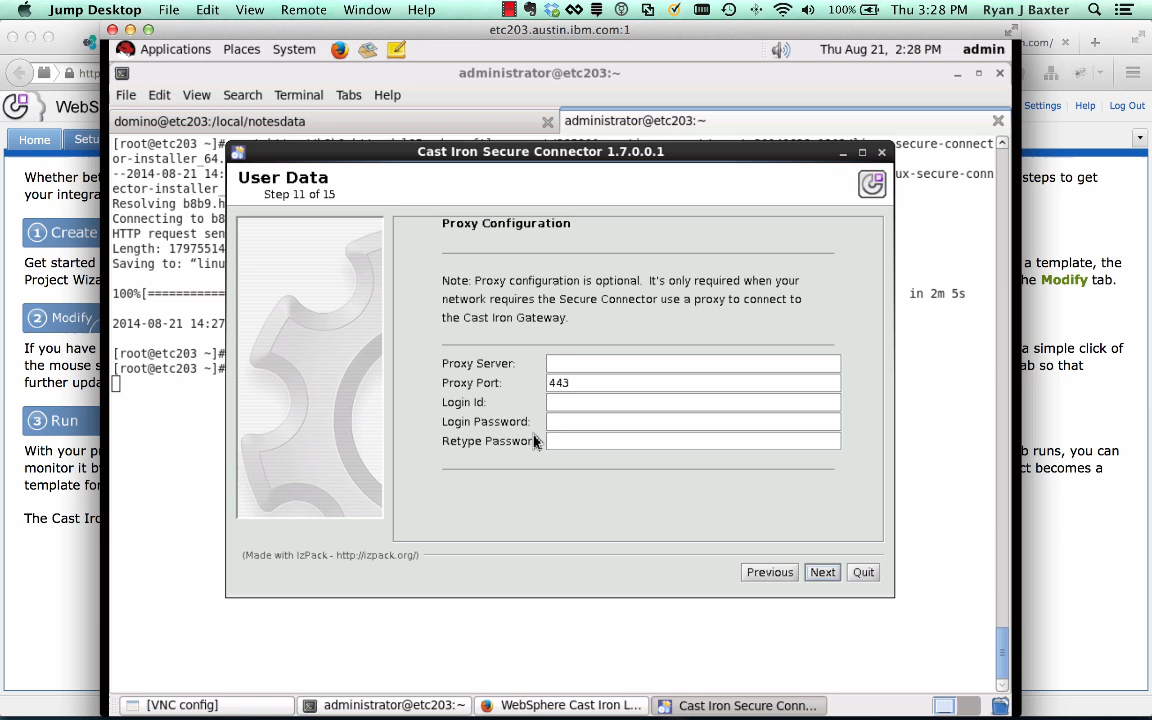 Jump Desktop File Edit View Remote Window Help 100% Thu 3:28 PM Ryan J Baxter
etc203.austin.ibm.com:1
Applications Places System Thu Aug 21, 2:28 PM admin
.com/
http
administrator@etc203:~
WebS
Settings Help Log Out
File Edit View Search Terminal Tabs Help
domino@etc203:/local/notesdata administrator@etc203:~
Home Setu
[root@etc203 ~]#
secure-connect
or-installer_64.
--2014-08-21 14:
ux-secure-conn
ector-installer_
Resolving b8b9.h
Connecting to b8
HTTP request sen
Length: 17975514
Saving to: “linu
100%[===========
in 2m 5s
2014-08-21 14:27
[root@etc203 ~]#
[root@etc203 ~]#
Whether bet
your integra
steps to get
1 Create
Get started
Project Wiza
a template, the
he Modify tab.
2 Modify
If you have
the mouse s
further upda
a simple click of
ab so that
3 Run
With your p
monitor it b
template fo
b runs, you can
ct becomes a
The Cast Iro
Cast Iron Secure Connector 1.7.0.0.1
User Data
Step 11 of 15
Proxy Configuration
Note: Proxy configuration is optional. It's only required when your
network requires the Secure Connector use a proxy to connect to
the Cast Iron Gateway.
Proxy Server:
Proxy Port: 443
Login Id:
Login Password:
Retype Passwor
(Made with IzPack - http://izpack.org/)
Previous Next Quit
[VNC config] administrator@etc203:~ WebSphere Cast Iron L... Cast Iron Secure Conn...